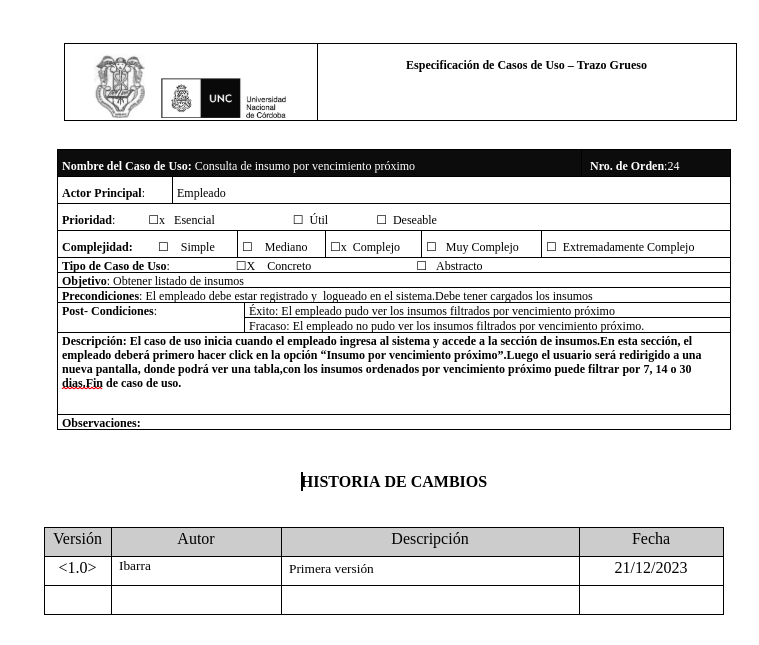 UNC
Universidad
Nacional
de Córdoba
Especificación de Casos de Uso – Trazo Grueso
Nombre del Caso de Uso: Consulta de insumo por vencimiento próximo Nro. de Orden:24
Actor Principal: Empleado
Prioridad: ☐x Esencial ☐ Útil ☐ Deseable
Complejidad: ☐ Simple ☐ Mediano ☐x Complejo ☐ Muy Complejo ☐ Extremadamente Complejo
Tipo de Caso de Uso: ☐X Concreto ☐ Abstracto
Objetivo: Obtener listado de insumos
Precondiciones: El empleado debe estar registrado y logueado en el sistema.Debe tener cargados los insumos
Post- Condiciones: Éxito: El empleado pudo ver los insumos filtrados por vencimiento próximo
Fracaso: El empleado no pudo ver los insumos filtrados por vencimiento próximo.
Descripción: El caso de uso inicia cuando el empleado ingresa al sistema y accede a la sección de insumos.En esta sección, el
empleado deberá primero hacer click en la opción “Insumo por vencimiento próximo”.Luego el usuario será redirigido a una
nueva pantalla, donde podrá ver una tabla,con los insumos ordenados por vencimiento próximo puede filtrar por 7, 14 o 30
dias.Fin de caso de uso.
Observaciones:
HISTORIA DE CAMBIOS
Versión Autor Descripción Fecha
<1.0> Ibarra Primera versión 21/12/2023